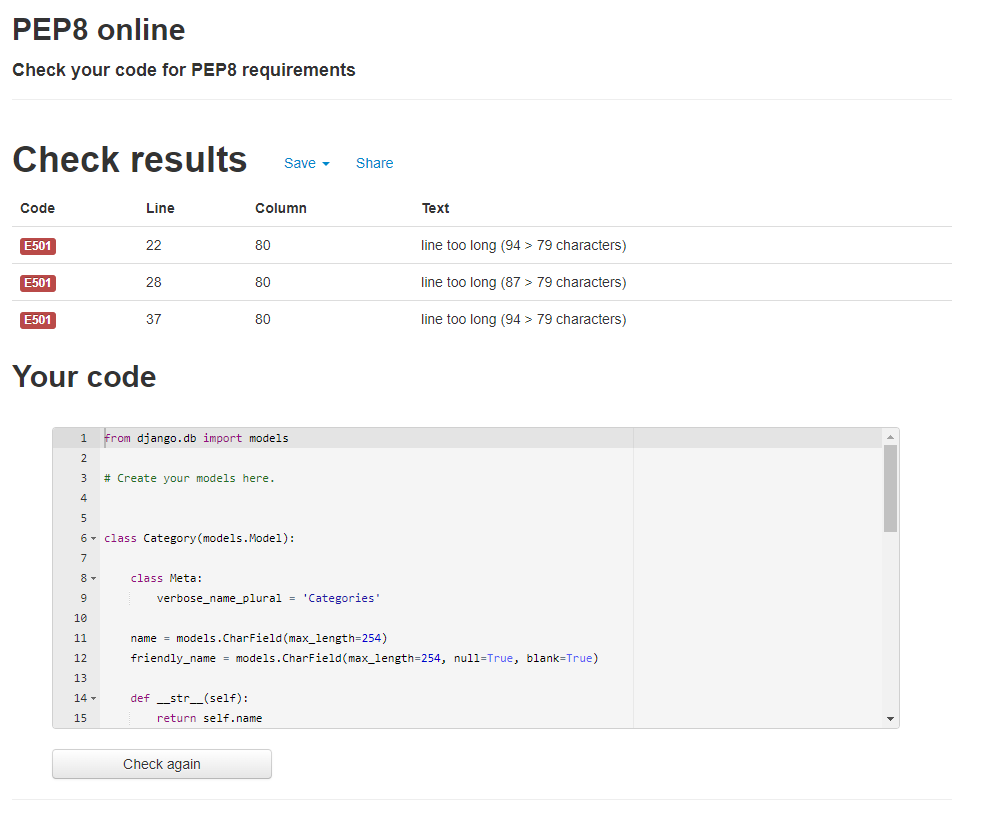 PEP8 online
Check your code for PEP8 requirements
Check results Save Share
Code Line Column Text
E501 22 80 line too long (94 > 79 characters)
E501 28 80 line too long (87 > 79 characters)
E501 37 80 line too long (94 > 79 characters)
Your code
1 from django.db import models
2
3 # Create your models here.
4
5
6 class Category(models.Model):
7
8 class Meta:
9 verbose_name_plural = 'Categories'
10
11 name = models.CharField(max_length=254)
12 friendly_name = models.CharField(max_length=254, null=True, blank=True)
13
14 def __str__(self):
15 return self.name
Check again